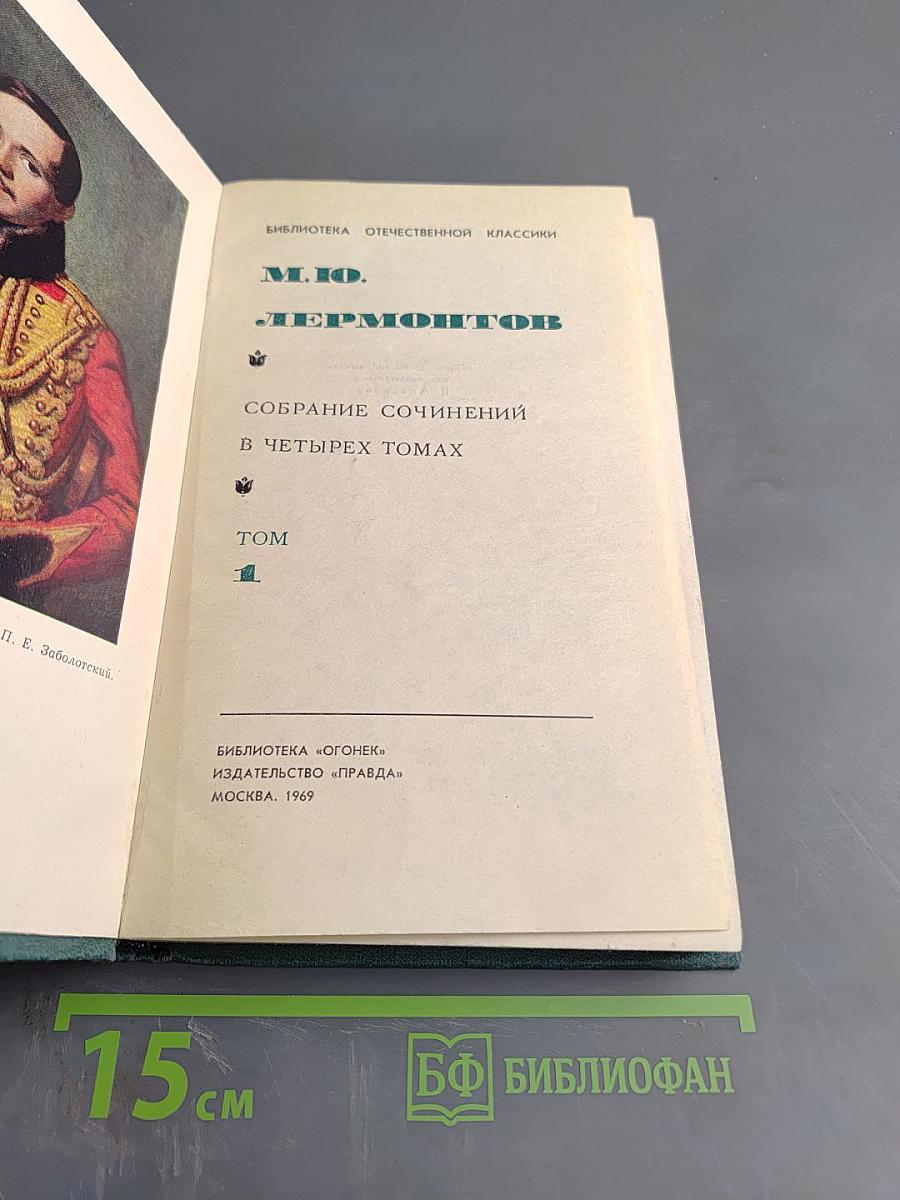 П. Е. Заболотский.
БИБЛИОТЕКА ОТЕЧЕСТВЕННОЙ КЛАССИКИ
М.Ю.
ЛЕРМОНТОВ
СОБРАНИЕ СОЧИНЕНИЙ
В ЧЕТЫРЕХ ТОМАХ
ТОМ
1
БИБЛИОТЕКА «ОГОНЕК»
ИЗДАТЕЛЬСТВО «ПРАВДА»
МОСКВА. 1969
15 см
БФ БИБЛИОФАН